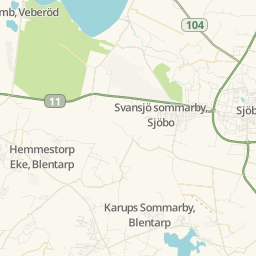 mb, Veberöd
104
11
Svansjö sommarby,
Sjöbo
Sjöb
Hemmestorp
Eke, Blentarp
Karups Sommarby,
Blentarp